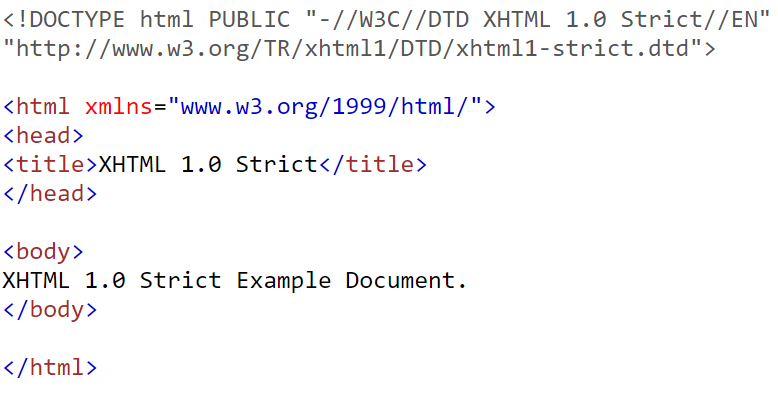 <!DOCTYPE html PUBLIC "-//W3C//DTD XHTML 1.0 Strict//EN"
"http://www.w3.org/TR/xhtml1/DTD/xhtml1-strict.dtd">
<html xmlns="www.w3.org/1999/html/">
<head>
<title>XHTML 1.0 Strict</title>
</head>
<body>
XHTML 1.0 Strict Example Document.
</body>
</html>